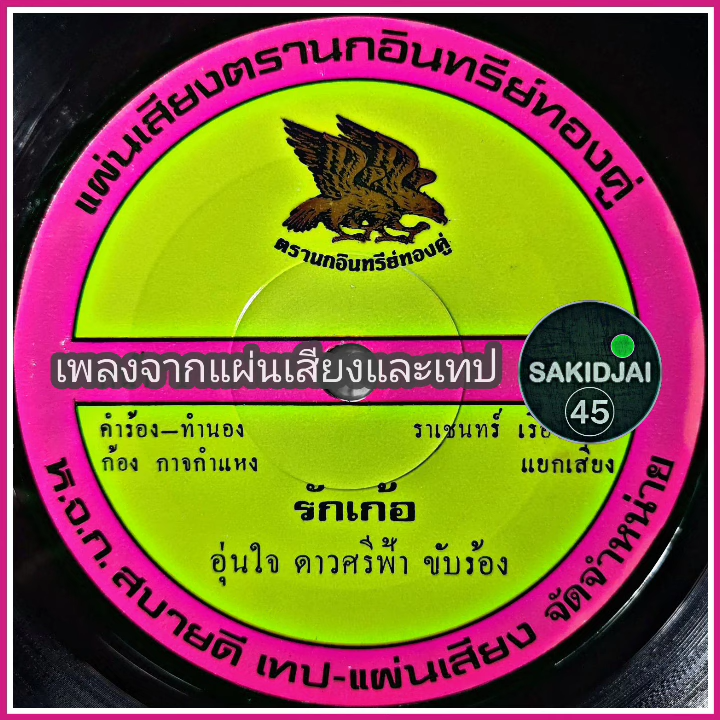 แผ่นเสียงตรานกอินทรีย์ทองคู่
ตรานกอินทรีย์ทองคู่
เพลงจากแผ่นเสียงและเทป
SAKIDJAI
45
คำร้อง-ทำนอง
ก้อง กาจกำแหง
ราเชนทร์
แยกเสียง
รักเก้อ
อุ่นใจ ดาวศรีฟ้า ขับร้อง
ห.จ.ก. สบายดี เทป-แผ่นเสียง จัดจำหน่าย